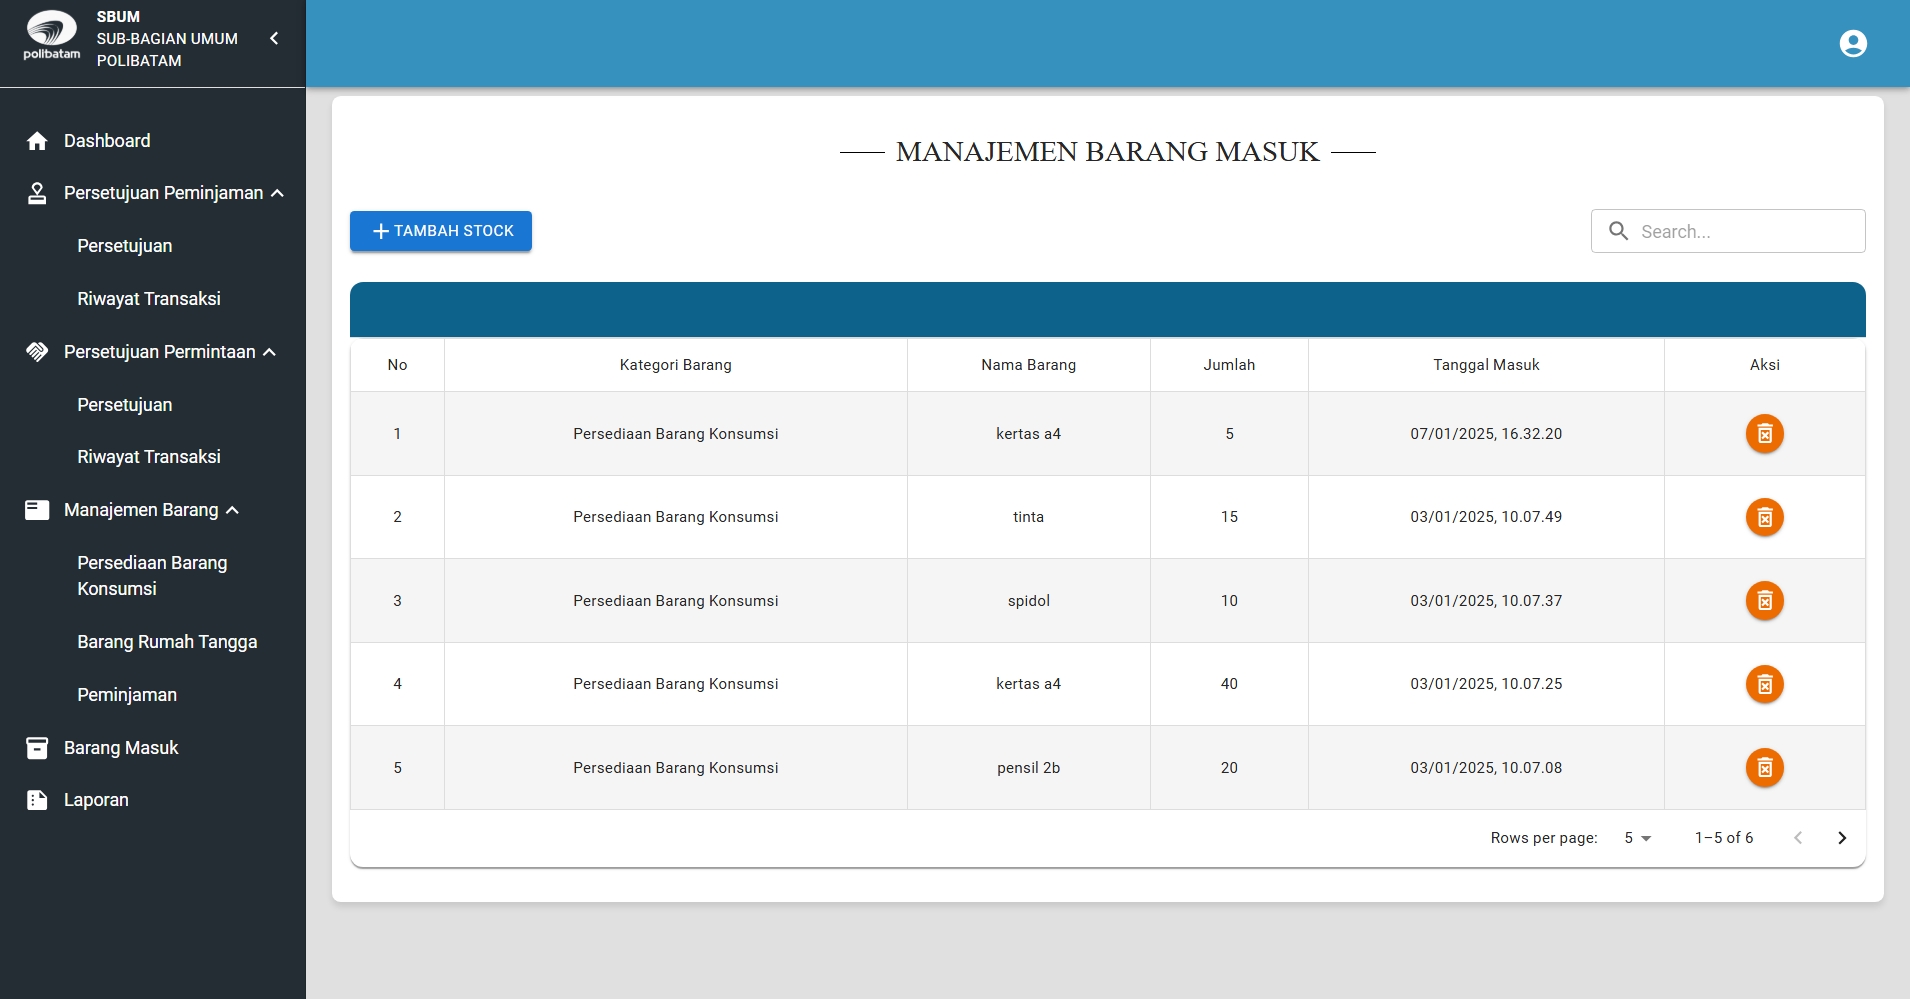 polibatam
SBUM
SUB-BAGIAN UMUM
POLIBATAM
Dashboard
Persetujuan Peminjaman
Persetujuan
Riwayat Transaksi
Persetujuan Permintaan
Persetujuan
Riwayat Transaksi
Manajemen Barang
Persediaan Barang
Konsumsi
Barang Rumah Tangga
Peminjaman
Barang Masuk
Laporan
MANAJEMEN BARANG MASUK
TAMBAH STOCK
Search...
No Kategori Barang Nama Barang Jumlah Tanggal Masuk Aksi
1 Persediaan Barang Konsumsi kertas a4 5 07/01/2025, 16.32.20
2 Persediaan Barang Konsumsi tinta 15 03/01/2025, 10.07.49
3 Persediaan Barang Konsumsi spidol 10 03/01/2025, 10.07.37
4 Persediaan Barang Konsumsi kertas a4 40 03/01/2025, 10.07.25
5 Persediaan Barang Konsumsi pensil 2b 20 03/01/2025, 10.07.08
Rows per page: 5 1–5 of 6